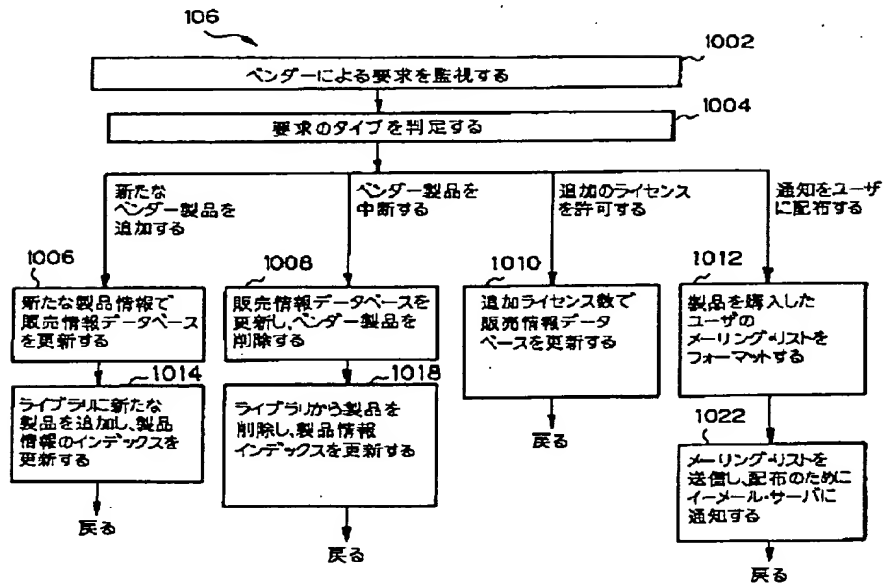 106
1002
ベンダーによる要求を監視する
1004
要求のタイプを判定する
新たな
ベンダー製品を
追加する
ベンダー製品を
中断する
追加のライセンス
を許可する
通知をユーザ
に配布する
1006
新たな製品情報で
販売情報データベース
を更新する
1008
販売情報データベースを
更新し、ベンダー製品を
削除する
1010
追加ライセンス数で
販売情報データ
ベースを更新する
1012
製品を購入した
ユーザの
メーリング・リストを
フォーマットする
1014
ライブラリに新たな
製品を追加し、製品
情報のインデックスを
更新する
1018
ライブラリから製品を
削除し、製品情報
インデックスを更新する
戻る
1022
メーリング・リストを
送信し、配布のために
イーメール・サーバに
通知する
戻る
戻る
戻る